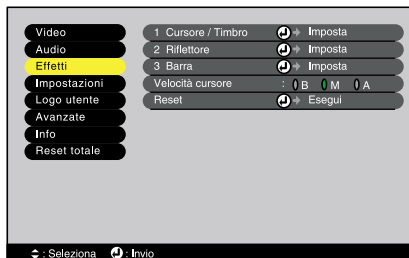 Video
Audio
Effetti
Impostazioni
Logo utente
Avanzate
Info
Reset totale
1 Cursore / Timbro Imposta
2 Riflettore Imposta
3 Barra Imposta
Velocità cursore : B M A
Reset Esegui
: Seleziona : Invio